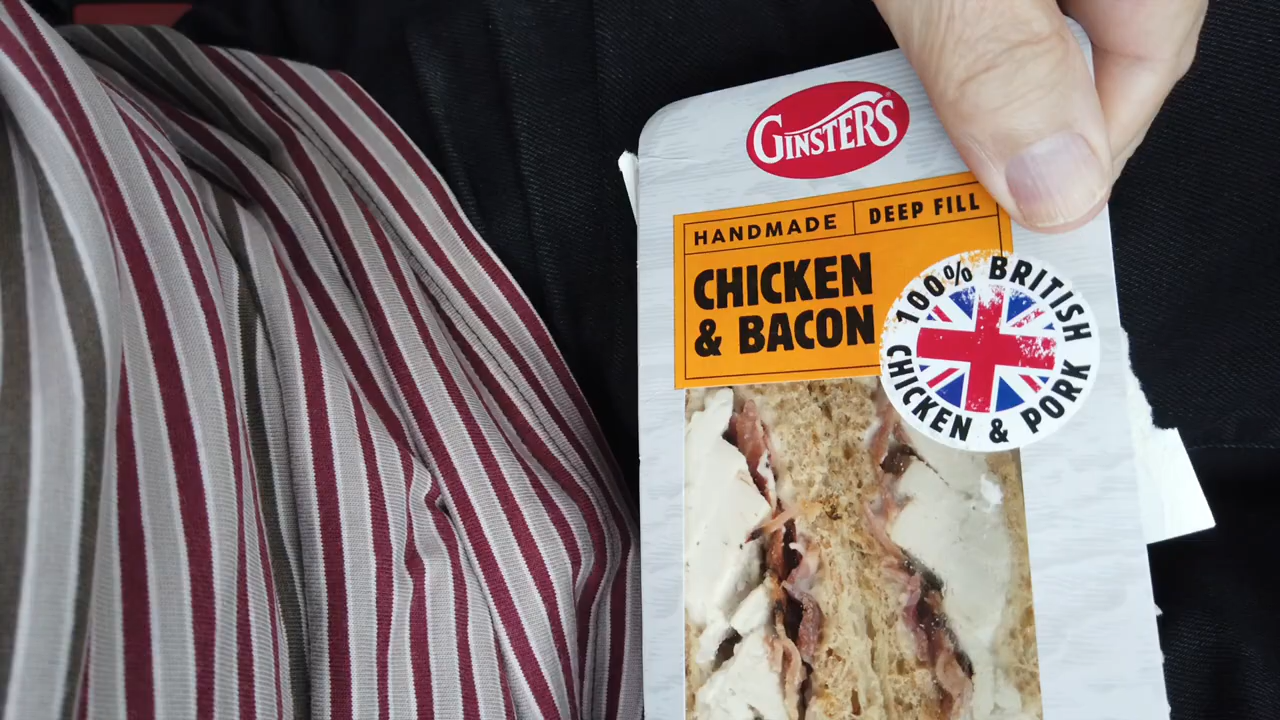 GINSTERS
HANDMADE DEEP FILL
CHICKEN
& BACON
100% BRITISH
CHICKEN & PORK